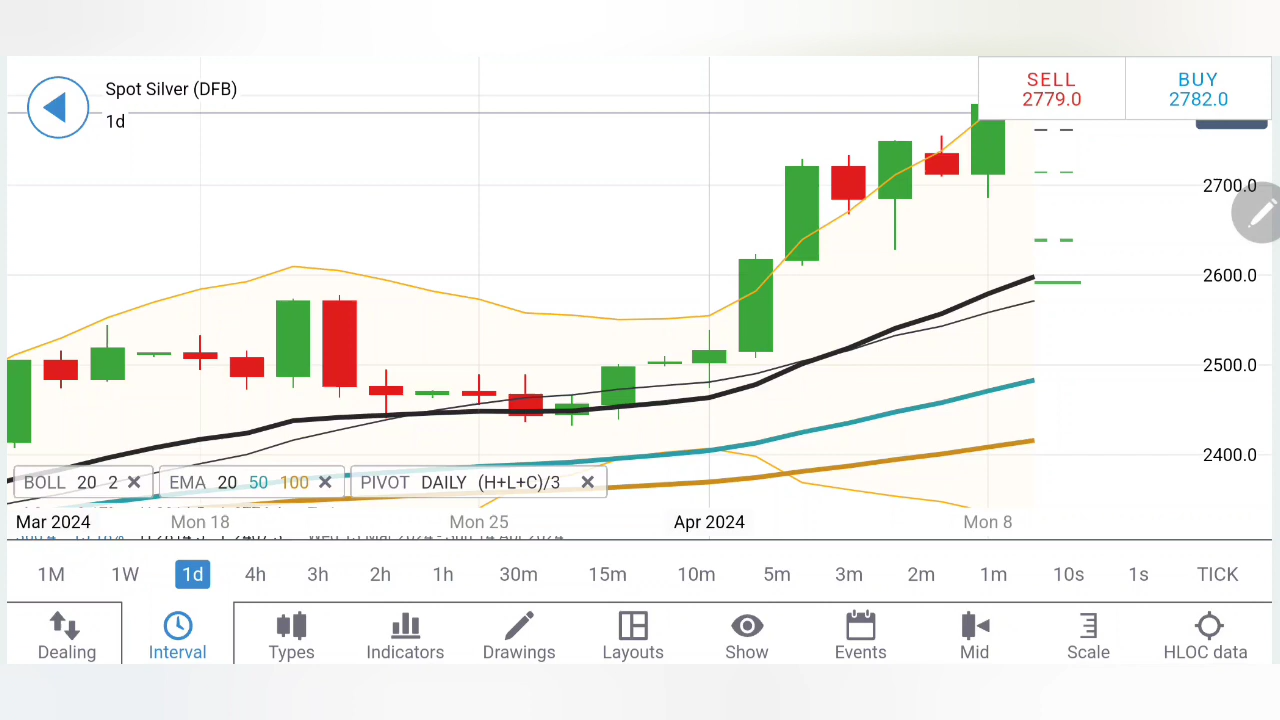 Spot Silver (DFB)
1d
SELL BUY
2779.0 2782.0
2700.0
2600.0
2500.0
2400.0
BOLL 20 2 EMA 20 50 100 PIVOT DAILY (H+L+C)/3
Mar 2024 Mon 18 Mon 25 Apr 2024 Mon 8
1M 1W 1d 4h 3h 2h 1h 30m 15m 10m 5m 3m 2m 1m 10s 1s TICK
Dealing Interval Types Indicators Drawings Layouts Show Events Mid Scale HLOC data